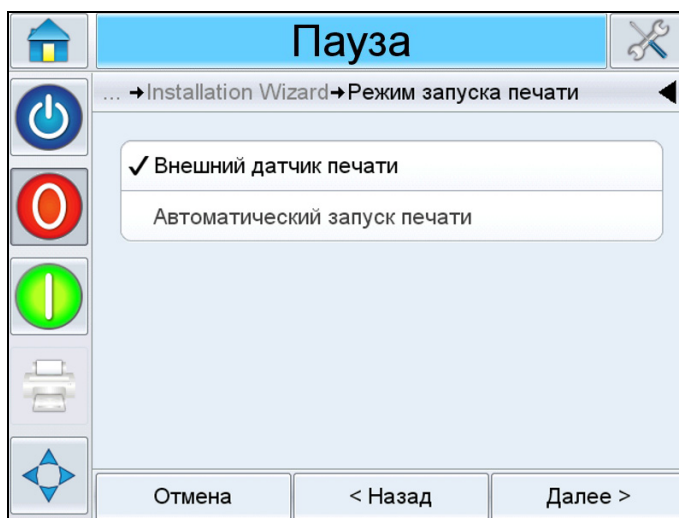 Пауза
... →Installation Wizard→Режим запуска печати
✓ Внешний датчик печати
Автоматический запуск печати
Отмена
< Назад
Далее >